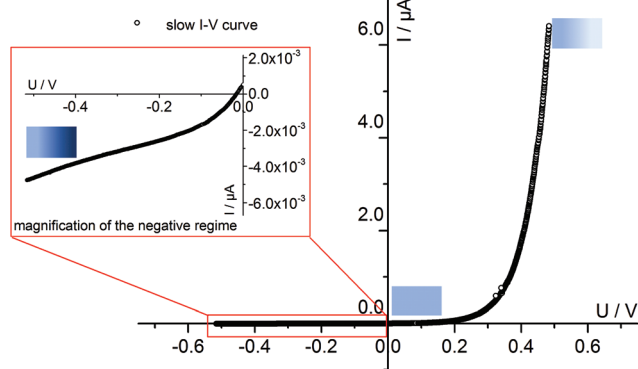 slow I-V curve
I / µA
6.0
4.0
2.0
0.0
U / V
-0.6
-0.4
-0.2
0.0
0.2
0.4
0.6
U / V
-0.4
-0.2
0.0
2.0x10⁻³
0.0
-2.0x10⁻³
-4.0x10⁻³
-6.0x10⁻³
I / µA
magnification of the negative regime